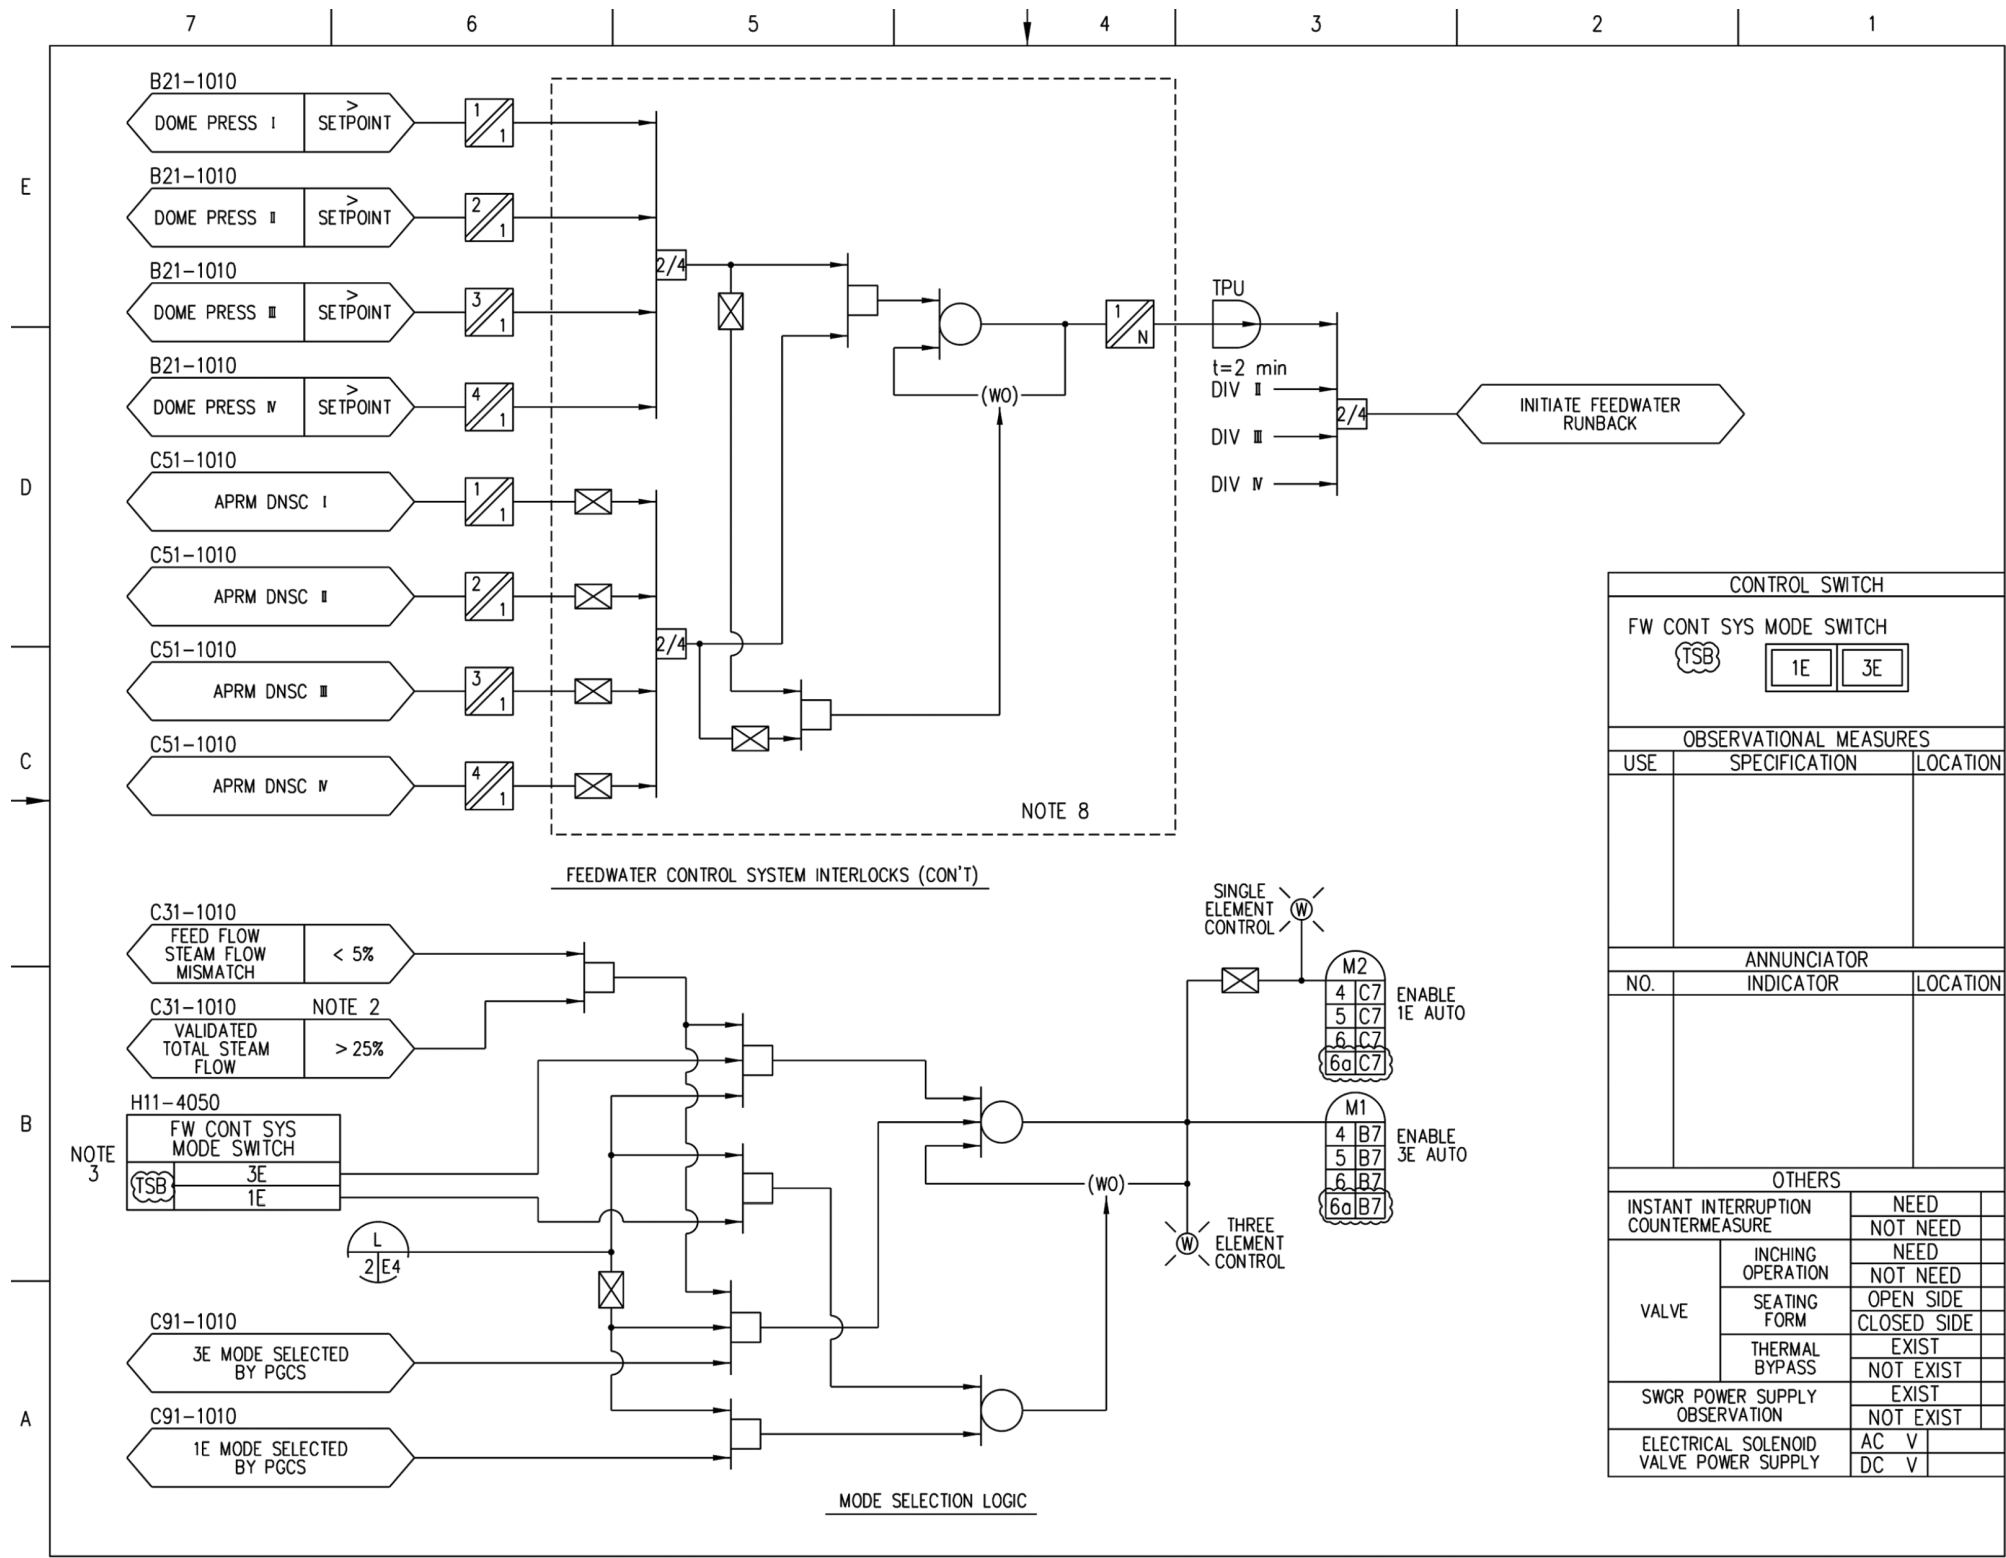 7 6 5 4 3 2 1
E
D
C
B
A
B21-1010
DOME PRESS I
>
SETPOINT
1
1
B21-1010
DOME PRESS II
>
SETPOINT
2
1
B21-1010
DOME PRESS III
>
SETPOINT
3
1
B21-1010
DOME PRESS IV
>
SETPOINT
4
1
C51-1010
APRM DNSC I
1
1
C51-1010
APRM DNSC II
2
1
C51-1010
APRM DNSC III
3
1
C51-1010
APRM DNSC IV
4
1
2/4
2/4
(WO)
1
N
NOTE 8
TPU
t=2 min
DIV II
DIV III
DIV IV
2/4
INITIATE FEEDWATER
RUNBACK
FEEDWATER CONTROL SYSTEM INTERLOCKS (CON'T)
C31-1010
FEED FLOW
STEAM FLOW
MISMATCH
< 5%
C31-1010 NOTE 2
VALIDATED
TOTAL STEAM
FLOW
> 25%
H11-4050
FW CONT SYS
MODE SWITCH
TSB
3E
1E
NOTE
3
L
2 E4
C91-1010
3E MODE SELECTED
BY PGCS
C91-1010
1E MODE SELECTED
BY PGCS
(WO)
SINGLE
ELEMENT
CONTROL
W
M2
4 C7
5 C7
6 C7
6a C7
ENABLE
1E AUTO
M1
4 B7
5 B7
6 B7
6a B7
ENABLE
3E AUTO
W
THREE
ELEMENT
CONTROL
MODE SELECTION LOGIC
CONTROL SWITCH
FW CONT SYS MODE SWITCH
TSB
1E 3E
OBSERVATIONAL MEASURES
USE SPECIFICATION LOCATION
ANNUNCIATOR
NO. INDICATOR LOCATION
OTHERS
INSTANT INTERRUPTION
COUNTERMEASURE
NEED
NOT NEED
VALVE
INCHING
OPERATION
NEED
NOT NEED
SEATING
FORM
OPEN SIDE
CLOSED SIDE
THERMAL
BYPASS
EXIST
NOT EXIST
SWGR POWER SUPPLY
OBSERVATION
EXIST
NOT EXIST
ELECTRICAL SOLENOID
VALVE POWER SUPPLY
AC V
DC V